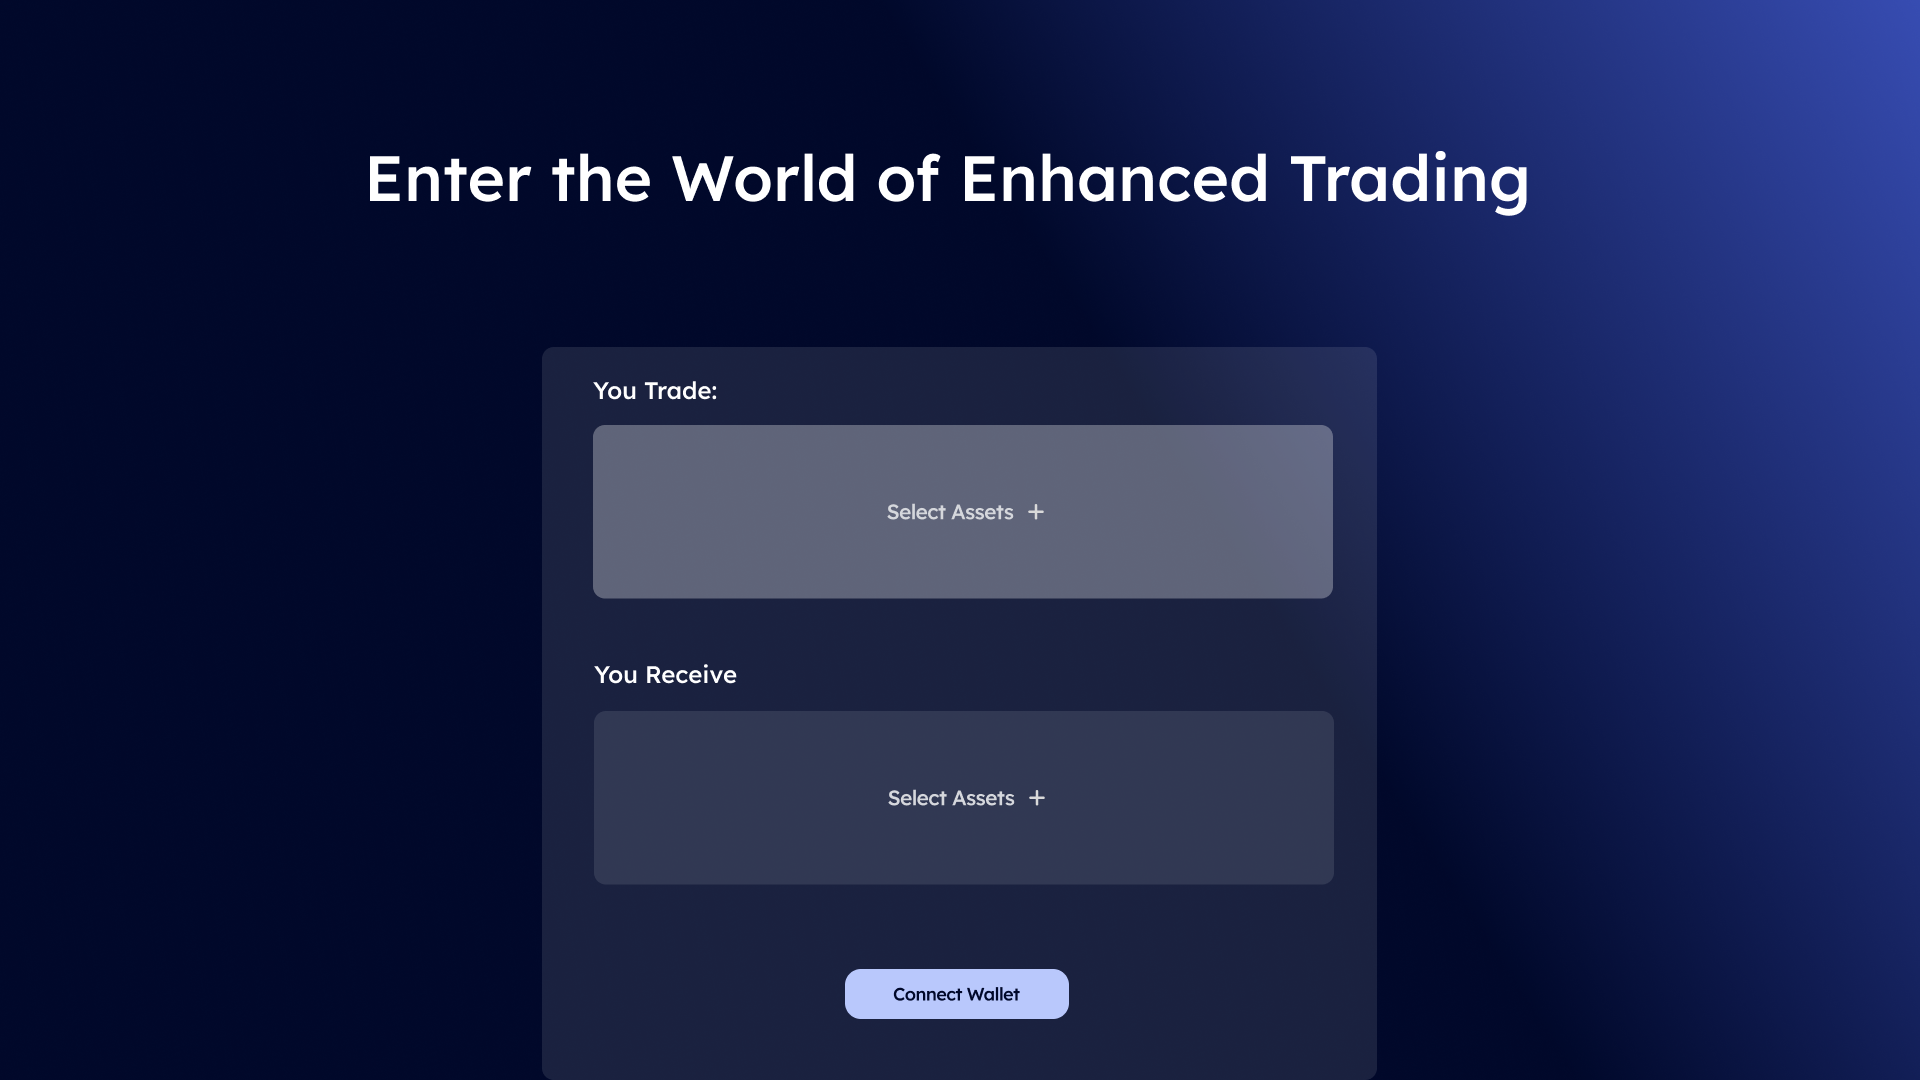 Enter the World of Enhanced Trading
You Trade:
Select Assets +
You Receive
Select Assets +
Connect Wallet